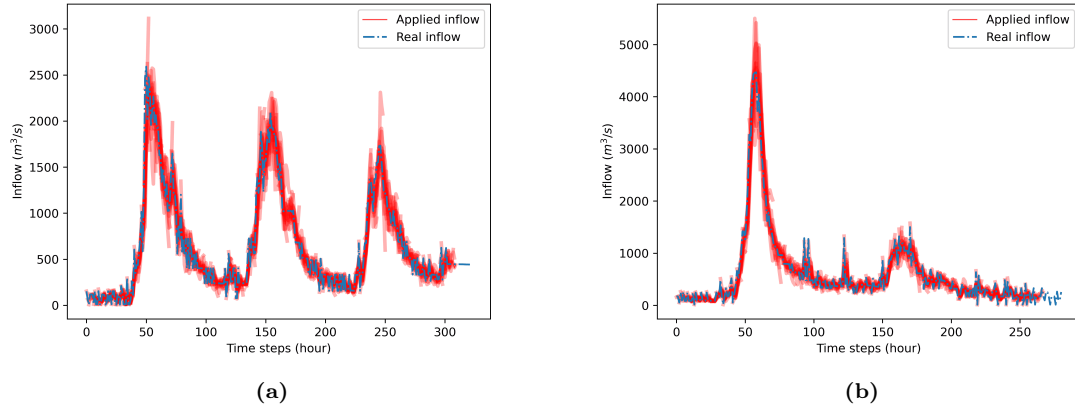 3000
2500
2000
1500
1000
500
0
Inflow (m³/s)
0 50 100 150 200 250 300
Time steps (hour)
Applied inflow
Real inflow
(a)
5000
4000
3000
2000
1000
0
Inflow (m³/s)
0 50 100 150 200 250
Time steps (hour)
Applied inflow
Real inflow
(b)